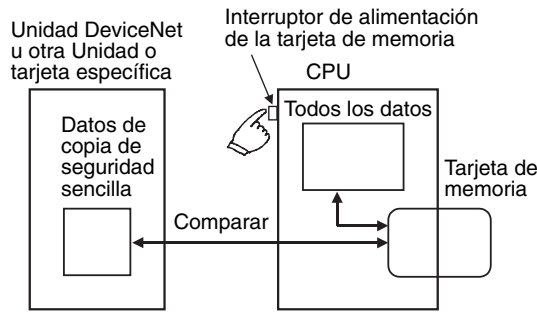 Unidad DeviceNet
u otra Unidad o
tarjeta específica
Interruptor de alimentación
de la tarjeta de memoria
CPU
Datos de
copia de
seguridad
sencilla
Todos los datos
Tarjeta de
memoria
Comparar